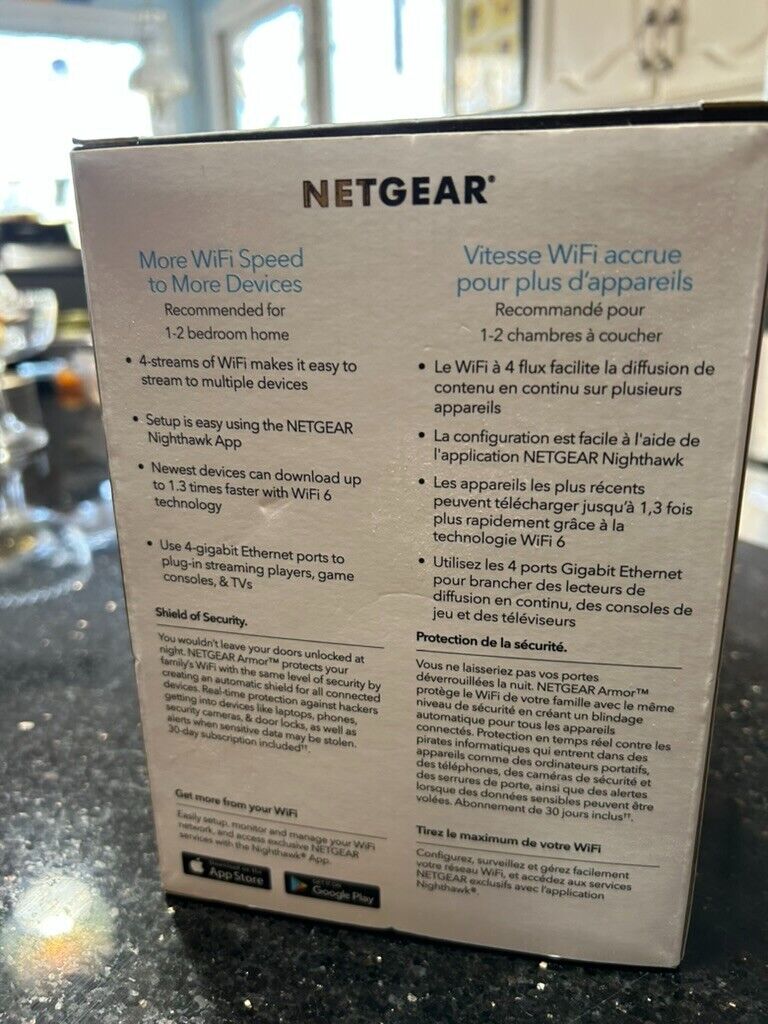 NETGEAR®
More WiFi Speed
to More Devices
Recommended for
1-2 bedroom home
• 4-streams of WiFi makes it easy to
stream to multiple devices
• Setup is easy using the NETGEAR
Nighthawk App
• Newest devices can download up
to 1.3 times faster with WiFi 6
technology
• Use 4-gigabit Ethernet ports to
plug-in streaming players, game
consoles, & TVs
Shield of Security.
You wouldn't leave your doors unlocked at
night. NETGEAR Armor™ protects your
family's WiFi with the same level of security by
creating an automatic shield for all connected
devices. Real-time protection against hackers
getting into devices like laptops, phones,
security cameras, & door locks, as well as
alerts when sensitive data may be stolen.
30-day subscription included††.
Get more from your WiFi
Easily setup, monitor and manage your WiFi
network, and access exclusive NETGEAR
services with the Nighthawk® App.
Download on the
App Store
GET IT ON
Google Play
Vitesse WiFi accrue
pour plus d'appareils
Recommandé pour
1-2 chambres à coucher
• Le WiFi à 4 flux facilite la diffusion de
contenu en continu sur plusieurs
appareils
• La configuration est facile à l'aide de
l'application NETGEAR Nighthawk
• Les appareils les plus récents
peuvent télécharger jusqu'à 1,3 fois
plus rapidement grâce à la
technologie WiFi 6
• Utilisez les 4 ports Gigabit Ethernet
pour brancher des lecteurs de
diffusion en continu, des consoles de
jeu et des téléviseurs
Protection de la sécurité.
Vous ne laisseriez pas vos portes
déverrouillées la nuit. NETGEAR Armor™
protège le WiFi de votre famille avec le même
niveau de sécurité en créant un blindage
automatique pour tous les appareils
connectés. Protection en temps réel contre les
pirates informatiques qui entrent dans des
appareils comme des ordinateurs portatifs,
des téléphones, des caméras de sécurité et
des serrures de porte, ainsi que des alertes
lorsque des données sensibles peuvent être
volées. Abonnement de 30 jours inclus††.
Tirez le maximum de votre WiFi
Configurez, surveillez et gérez facilement
votre réseau WiFi, et accédez aux services
NETGEAR exclusifs avec l'application
Nighthawk®.